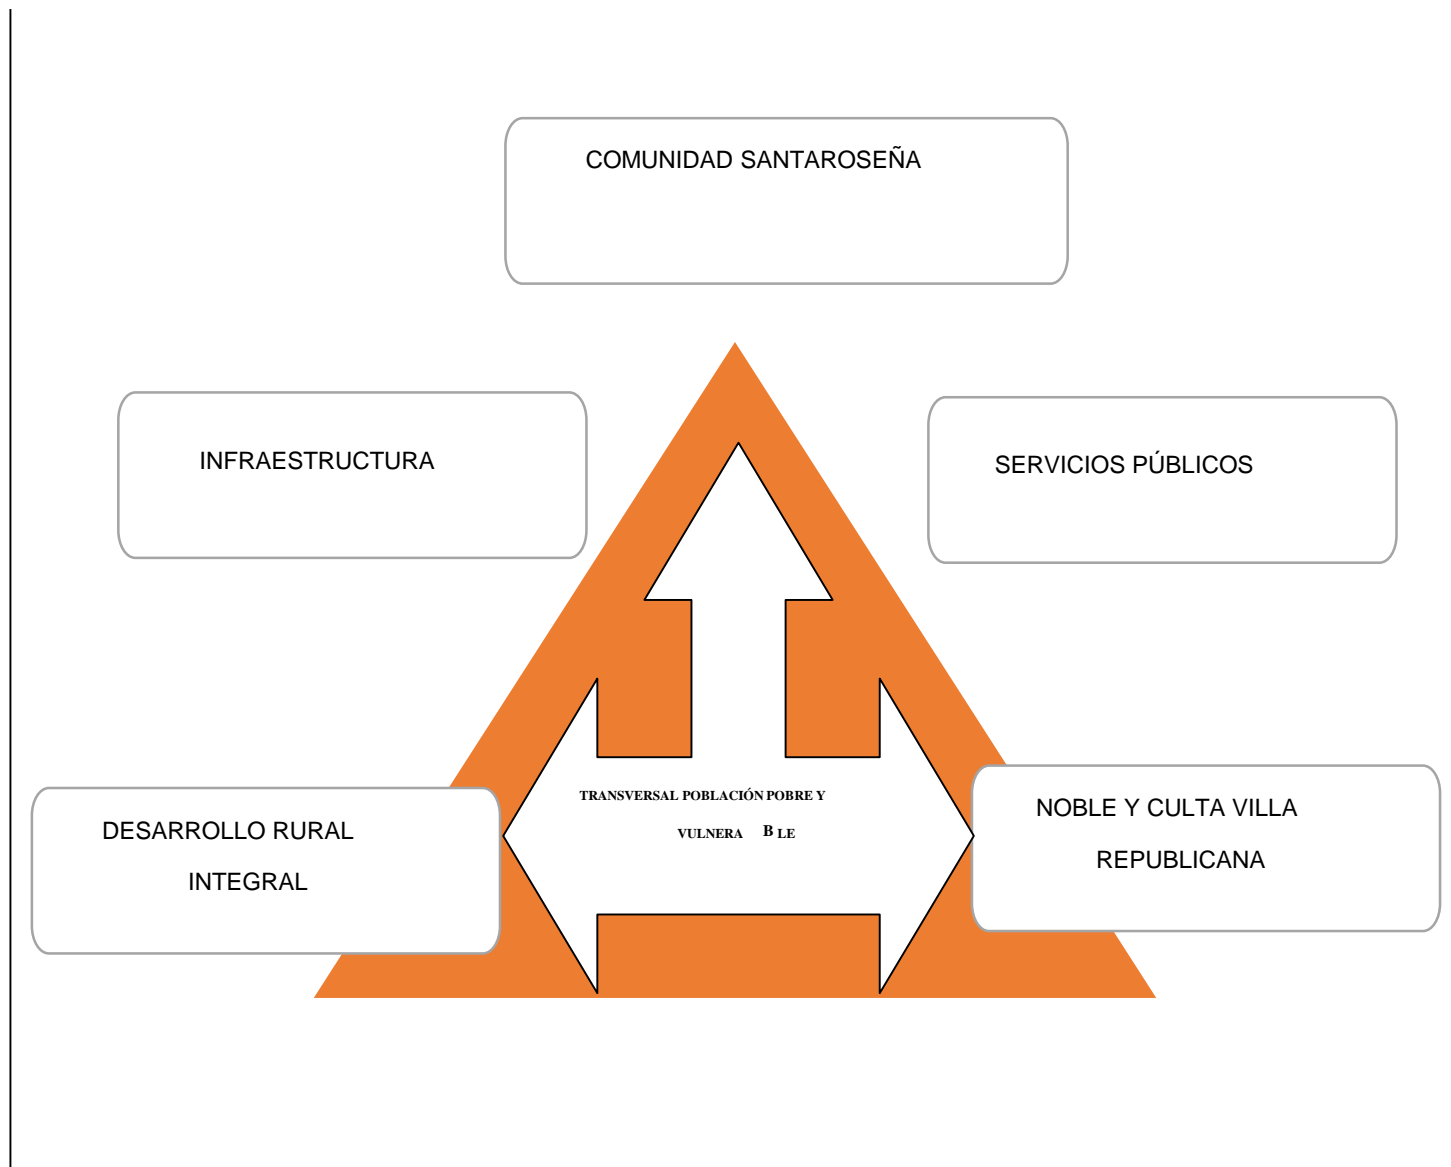 COMUNIDAD SANTAROSEÑA
INFRAESTRUCTURA
SERVICIOS PÚBLICOS
DESARROLLO RURAL
INTEGRAL
TRANSVERSAL POBLACIÓN POBRE Y
VULNERA B LE
NOBLE Y CULTA VILLA
REPUBLICANA